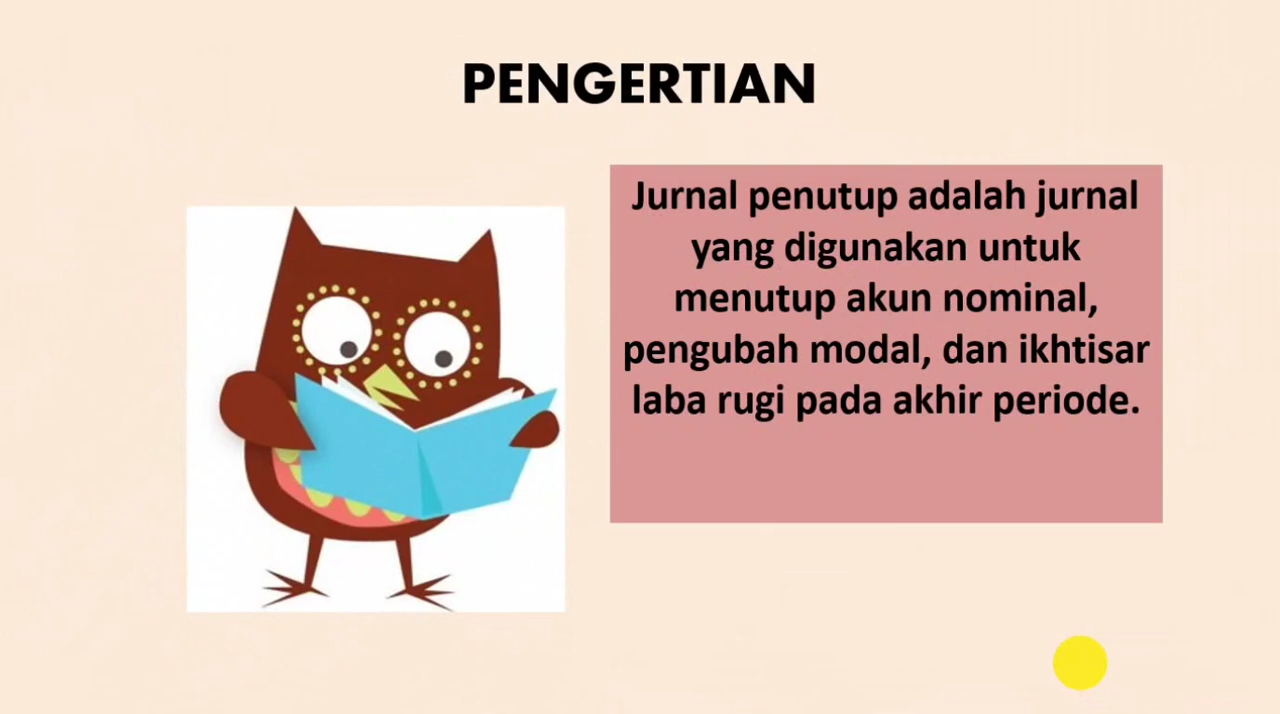 PENGERTIAN
Jurnal penutup adalah jurnal
yang digunakan untuk
menutup akun nominal,
pengubah modal, dan ikhtisar
laba rugi pada akhir periode.